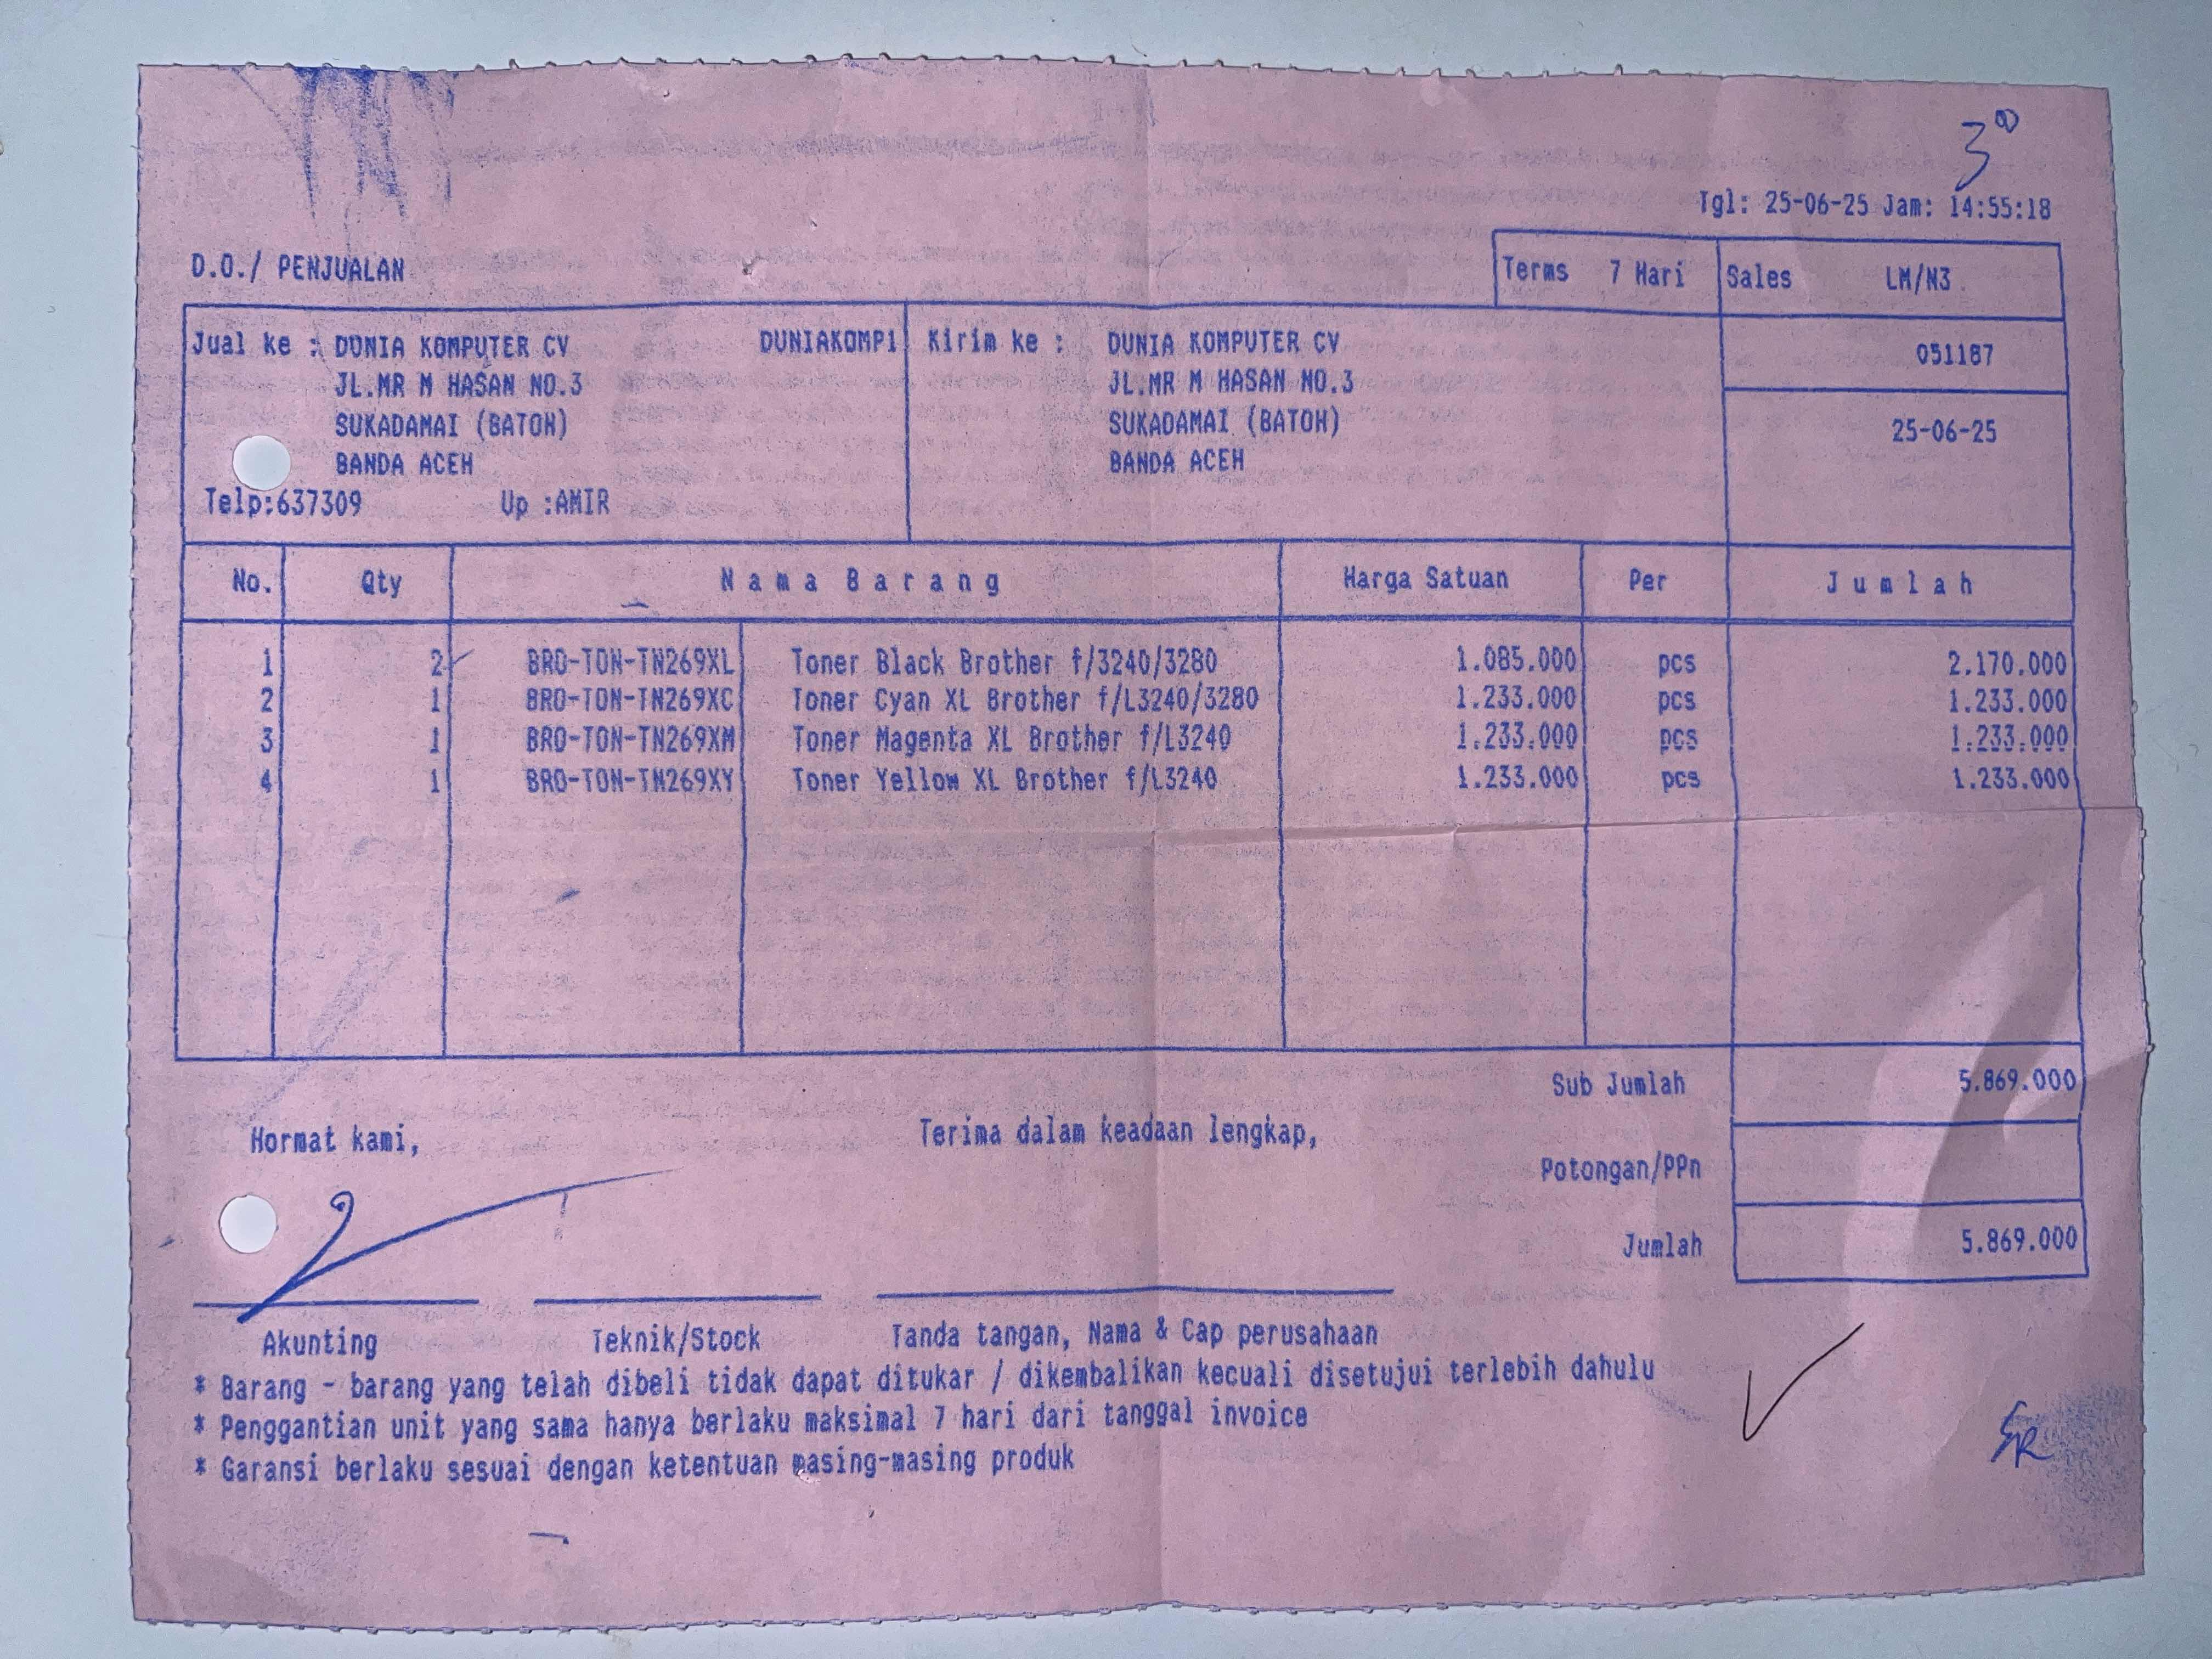 Tgl: 25-06-25 Jam: 14:55:18
D.O./ PENJUALAN
Terms 7 Hari Sales LM/N3
Jual ke : DUNIA KOMPUTER CV DUNIAKOMP1 Kirim ke : DUNIA KOMPUTER CV 051187
JL.MR M HASAN NO.3 JL.MR M HASAN NO.3
SUKADAMAI (BATOH) SUKADAMAI (BATOH) 25-06-25
BANDA ACEH BANDA ACEH
Telp:637309 Up :AMIR
No. Qty Nama Barang Harga Satuan Per Jumlah
1 2 BRO-TON-TN269XL Toner Black Brother f/3240/3280 1.085.000 pcs 2.170.000
2 1 BRO-TON-TN269XC Toner Cyan XL Brother f/L3240/3280 1.233.000 pcs 1.233.000
3 1 BRO-TON-TN269XM Toner Magenta XL Brother f/L3240 1.233.000 pcs 1.233.000
4 1 BRO-TON-TN269XY Toner Yellow XL Brother f/L3240 1.233.000 pcs 1.233.000
Sub Jumlah 5.869.000
Hormat kami, Terima dalam keadaan lengkap,
Potongan/PPn
Jumlah 5.869.000
Akunting Teknik/Stock Tanda tangan, Nama & Cap perusahaan
* Barang - barang yang telah dibeli tidak dapat ditukar / dikembalikan kecuali disetujui terlebih dahulu
* Penggantian unit yang sama hanya berlaku maksimal 7 hari dari tanggal invoice
* Garansi berlaku sesuai dengan ketentuan masing-masing produk